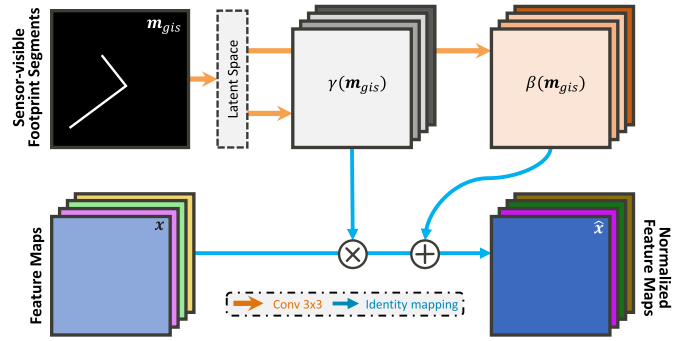 Sensor-visible
Footprint Segments
m_gis
Latent Space
γ(m_gis)
β(m_gis)
Feature Maps
x
×
+
x̂
Normalized
Feature Maps
Conv 3x3
Identity mapping